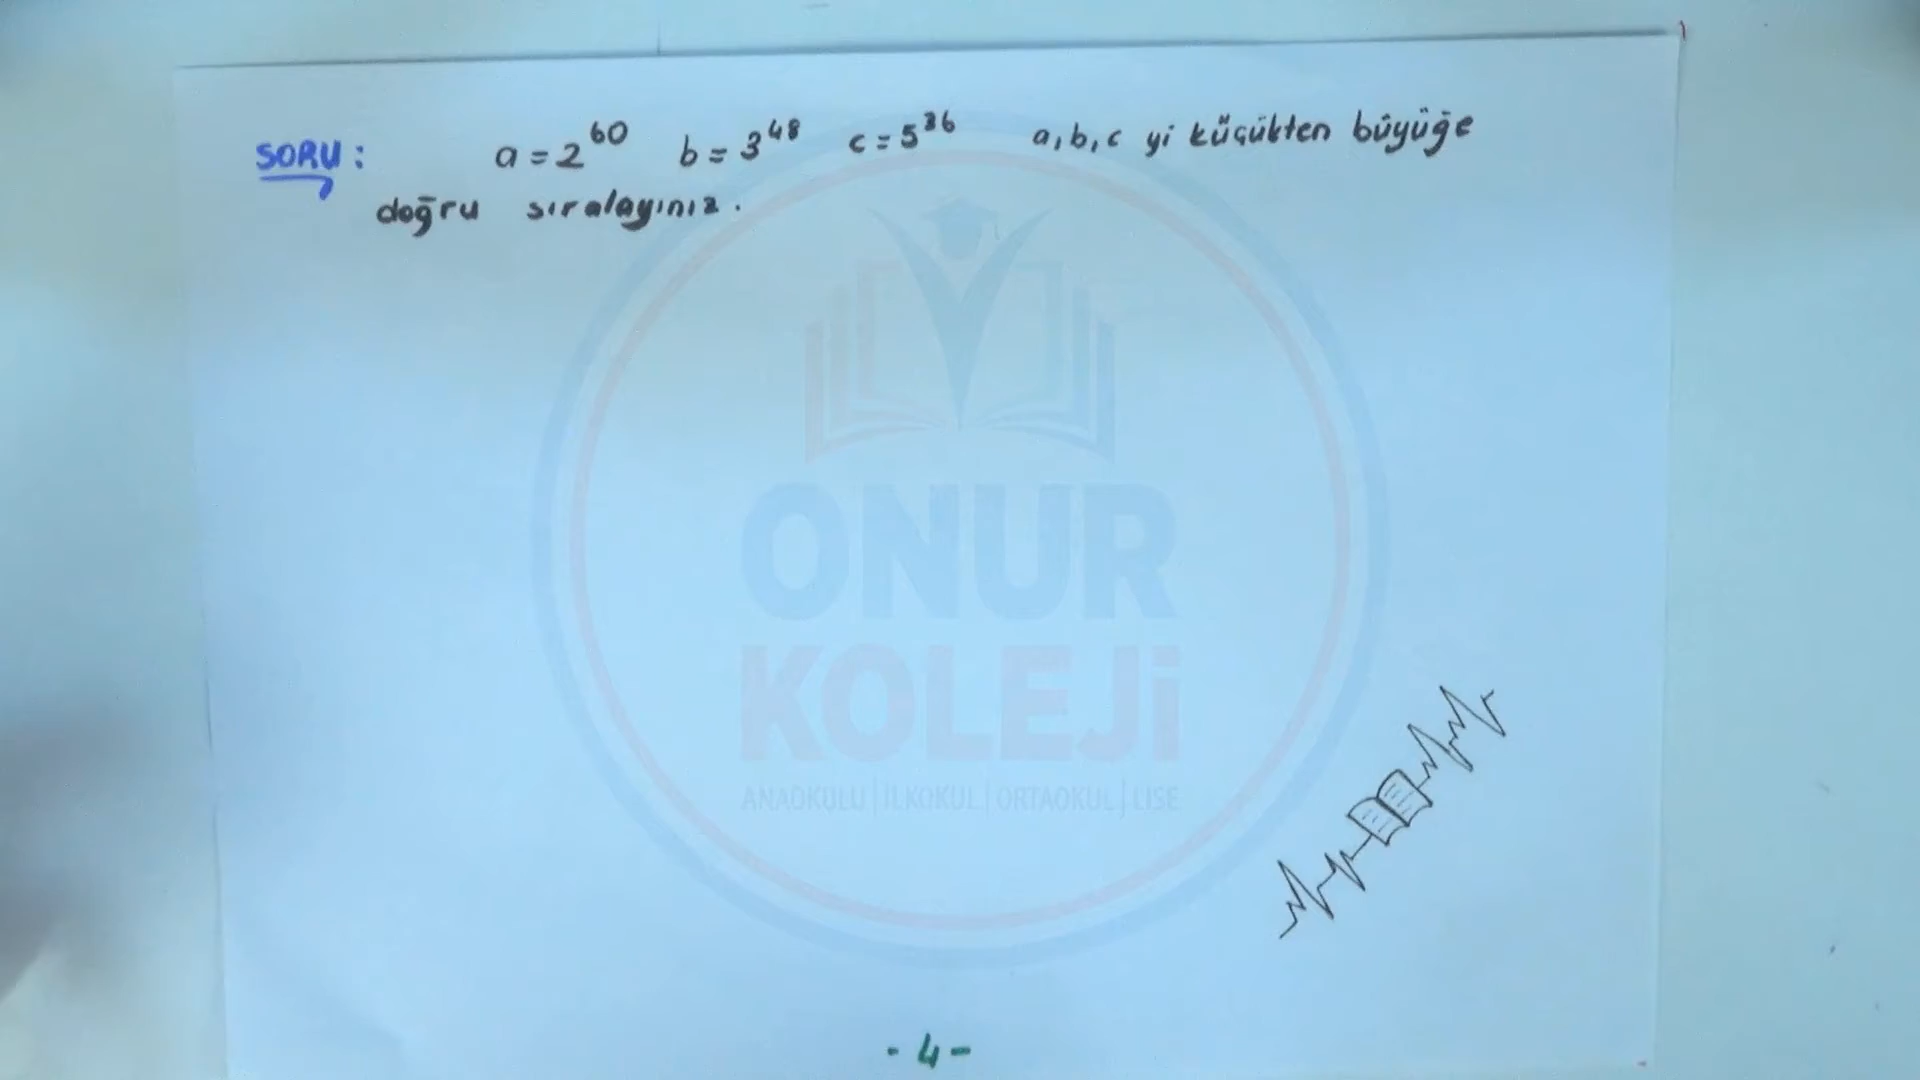 SORU: a = 2^60 b = 3^48 c = 5^36 a, b, c yi küçükten büyüğe
doğru sıralayınız.
ONUR
KOLEJİ
ANAOKULU | İLKOKUL | ORTAOKUL | LİSE
- 4 -